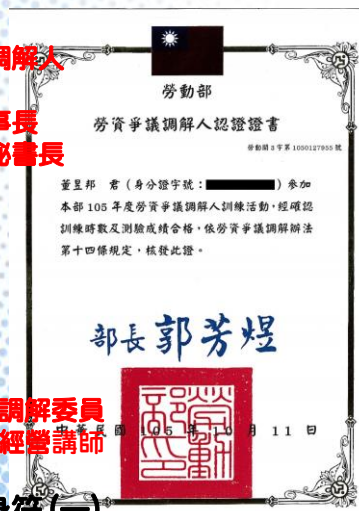 調解人
勞動部
事長
勞資爭議調解人認證證書
秘書長
勞動關3字第1050127955號
董昱邦 君(身分證字號: )參加
本部105年度勞資爭議調解人訓練活動,經確認
訓練時數及測驗成績合格,依勞資爭議調解辦法
第十四條規定,核發此證。
部長郭芳煜
調解委員
中華民國105年10月11日
經營講師
勞動部印
(一)